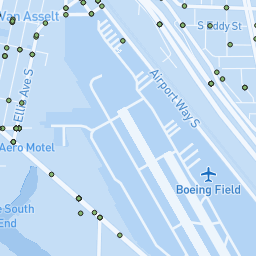 Van Asselt
S Eddy St
Ellis Ave S
Airport Way S
Aero Motel
Boeing Field
South
End